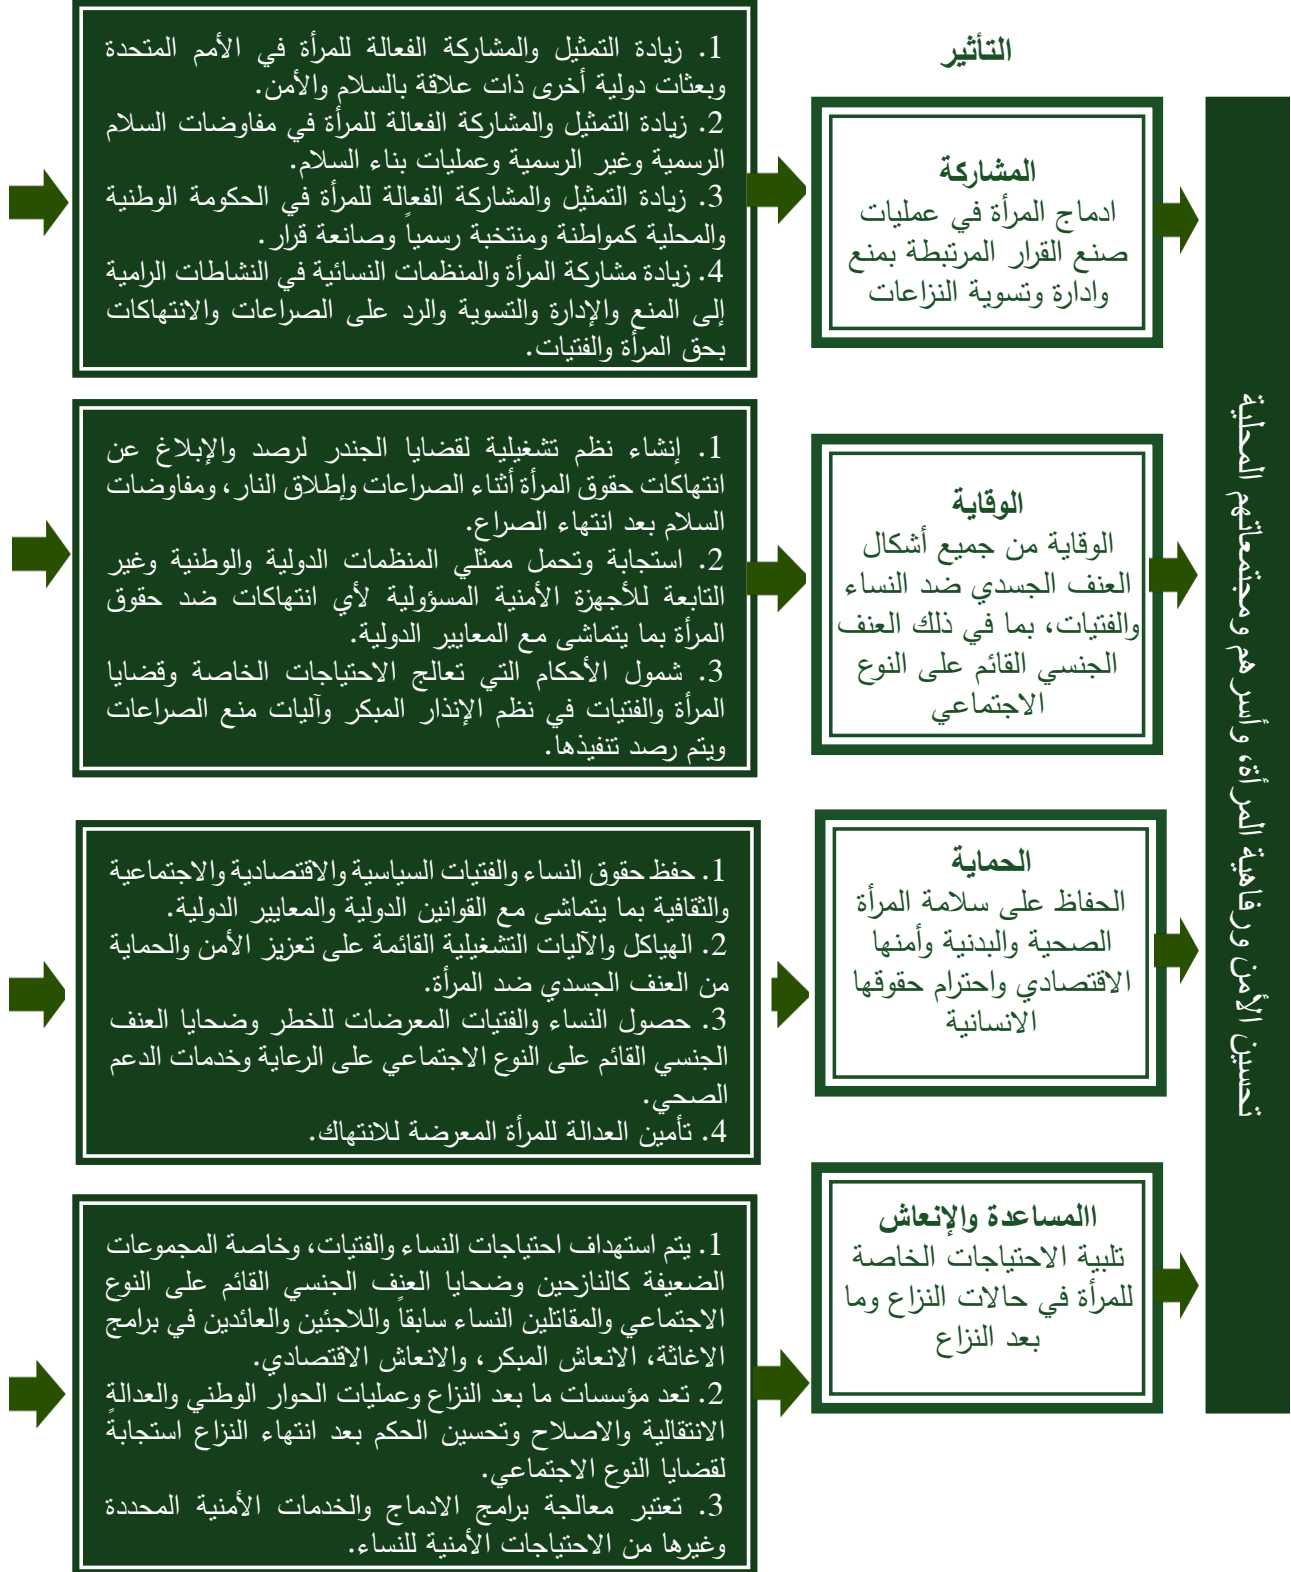 التأثير
تحسين الأمن ورفاهية المرأة، وأسرهم ومجتمعاتهم المحلية
المشاركة
ادماج المرأة في عمليات
صنع القرار المرتبطة بمنع
وادارة وتسوية النزاعات
1. زيادة التمثيل والمشاركة الفعالة للمرأة في الأمم المتحدة
وبعثات دولية أخرى ذات علاقة بالسلام والأمن.
2. زيادة التمثيل والمشاركة الفعالة للمرأة في مفاوضات السلام
الرسمية وغير الرسمية وعمليات بناء السلام.
3. زيادة التمثيل والمشاركة الفعالة للمرأة في الحكومة الوطنية
والمحلية كمواطنة ومنتخبة رسمياً وصانعة قرار.
4. زيادة مشاركة المرأة والمنظمات النسائية في النشاطات الرامية
إلى المنع والإدارة والتسوية والرد على الصراعات والانتهاكات
بحق المرأة والفتيات.
الوقاية
الوقاية من جميع أشكال
العنف الجسدي ضد النساء
والفتيات، بما في ذلك العنف
الجنسي القائم على النوع
الاجتماعي
1. إنشاء نظم تشغيلية لقضايا الجندر لرصد والإبلاغ عن
انتهاكات حقوق المرأة أثناء الصراعات وإطلاق النار، ومفاوضات
السلام بعد انتهاء الصراع.
2. استجابة وتحمل ممثلي المنظمات الدولية والوطنية وغير
التابعة للأجهزة الأمنية المسؤولية لأي انتهاكات ضد حقوق
المرأة بما يتماشى مع المعايير الدولية.
3. شمول الأحكام التي تعالج الاحتياجات الخاصة وقضايا
المرأة والفتيات في نظم الإنذار المبكر وآليات منع الصراعات
ويتم رصد تنفيذها.
الحماية
الحفاظ على سلامة المرأة
الصحية والبدنية وأمنها
الاقتصادي واحترام حقوقها
الانسانية
1. حفظ حقوق النساء والفتيات السياسية والاقتصادية والاجتماعية
والثقافية بما يتماشى مع القوانين الدولية والمعايير الدولية.
2. الهياكل والآليات التشغيلية القائمة على تعزيز الأمن والحماية
من العنف الجسدي ضد المرأة.
3. حصول النساء والفتيات المعرضات للخطر وضحايا العنف
الجنسي القائم على النوع الاجتماعي على الرعاية وخدمات الدعم
الصحي.
4. تأمين العدالة للمرأة المعرضة للانتهاك.
االمساعدة والإنعاش
تلبية الاحتياجات الخاصة
للمرأة في حالات النزاع وما
بعد النزاع
1. يتم استهداف احتياجات النساء والفتيات، وخاصة المجموعات
الضعيفة كالنازحين وضحايا العنف الجنسي القائم على النوع
الاجتماعي والمقاتلين النساء سابقاً واللاجئين والعائدين في برامج
الاغاثة، الانعاش المبكر، والانعاش الاقتصادي.
2. تعد مؤسسات ما بعد النزاع وعمليات الحوار الوطني والعدالة
الانتقالية والاصلاح وتحسين الحكم بعد انتهاء النزاع استجابةً
لقضايا النوع الاجتماعي.
3. تعتبر معالجة برامج الادماج والخدمات الأمنية المحددة
وغيرها من الاحتياجات الأمنية للنساء.